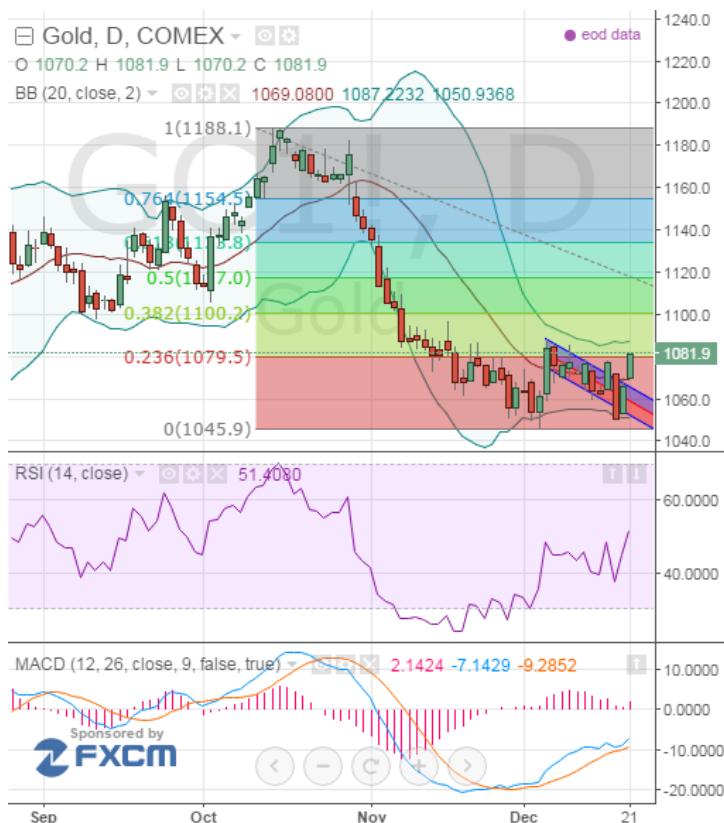 Gold, D, COMEX
eod data
O 1070.2 H 1081.9 L 1070.2 C 1081.9
BB (20, close, 2) 1069.0800 1087.2232 1050.9368
GC1!, D
Gold
1(1188.1)
0.764(1154.5)
0.5(1117.0)
0.382(1100.2)
0.236(1079.5)
0(1045.9)
1240.0
1220.0
1200.0
1180.0
1160.0
1140.0
1120.0
1100.0
1081.9
1060.0
1040.0
RSI (14, close) 51.4080
60.0000
40.0000
MACD (12, 26, close, 9, false, true) 2.1424 -7.1429 -9.2852
10.0000
0.0000
-10.0000
-20.0000
Sponsored by
FXCM
Sep Oct Nov Dec 21